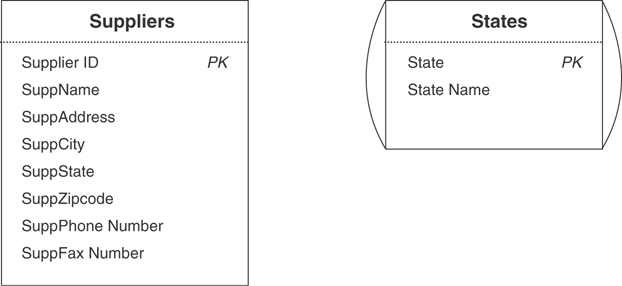 Suppliers
Supplier ID PK
SuppName
SuppAddress
SuppCity
SuppState
SuppZipcode
SuppPhone Number
SuppFax Number
States
State PK
State Name